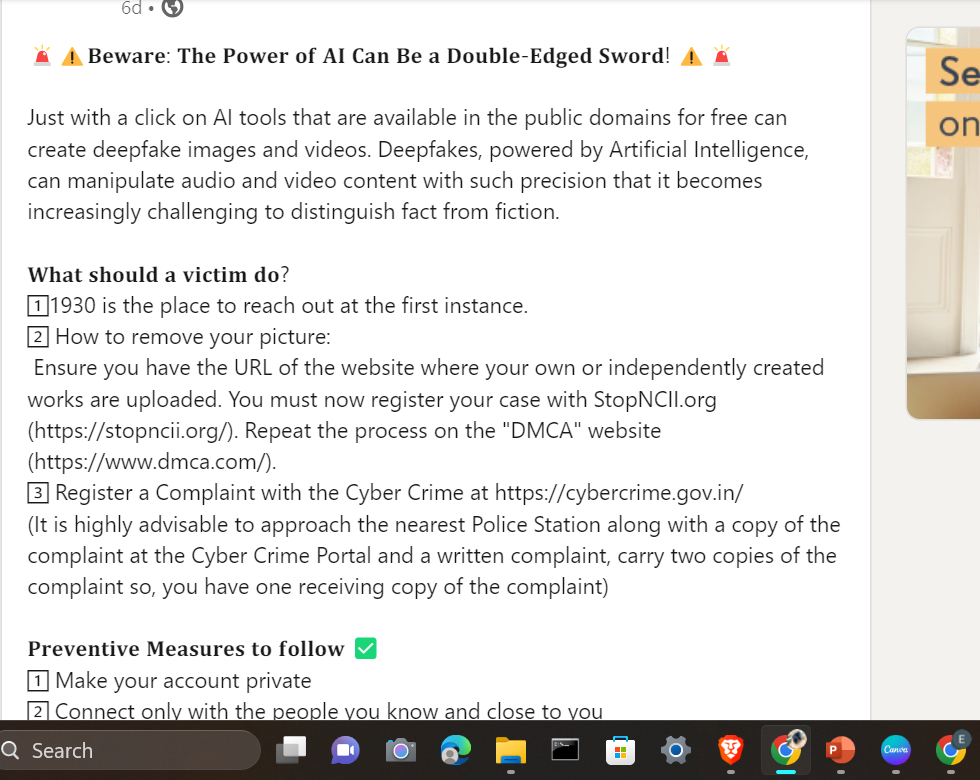 6d •
🚨 ⚠️ Beware: The Power of AI Can Be a Double-Edged Sword! ⚠️ 🚨
Just with a click on AI tools that are available in the public domains for free can
create deepfake images and videos. Deepfakes, powered by Artificial Intelligence,
can manipulate audio and video content with such precision that it becomes
increasingly challenging to distinguish fact from fiction.
What should a victim do?
1️⃣1930 is the place to reach out at the first instance.
2️⃣ How to remove your picture:
Ensure you have the URL of the website where your own or independently created
works are uploaded. You must now register your case with StopNCII.org
(https://stopncii.org/). Repeat the process on the "DMCA" website
(https://www.dmca.com/).
3️⃣ Register a Complaint with the Cyber Crime at https://cybercrime.gov.in/
(It is highly advisable to approach the nearest Police Station along with a copy of the
complaint at the Cyber Crime Portal and a written complaint, carry two copies of the
complaint so, you have one receiving copy of the complaint)
Preventive Measures to follow ✅
1️⃣ Make your account private
2️⃣ Connect only with the people you know and close to you
Se
on
Search
P
Canva
E